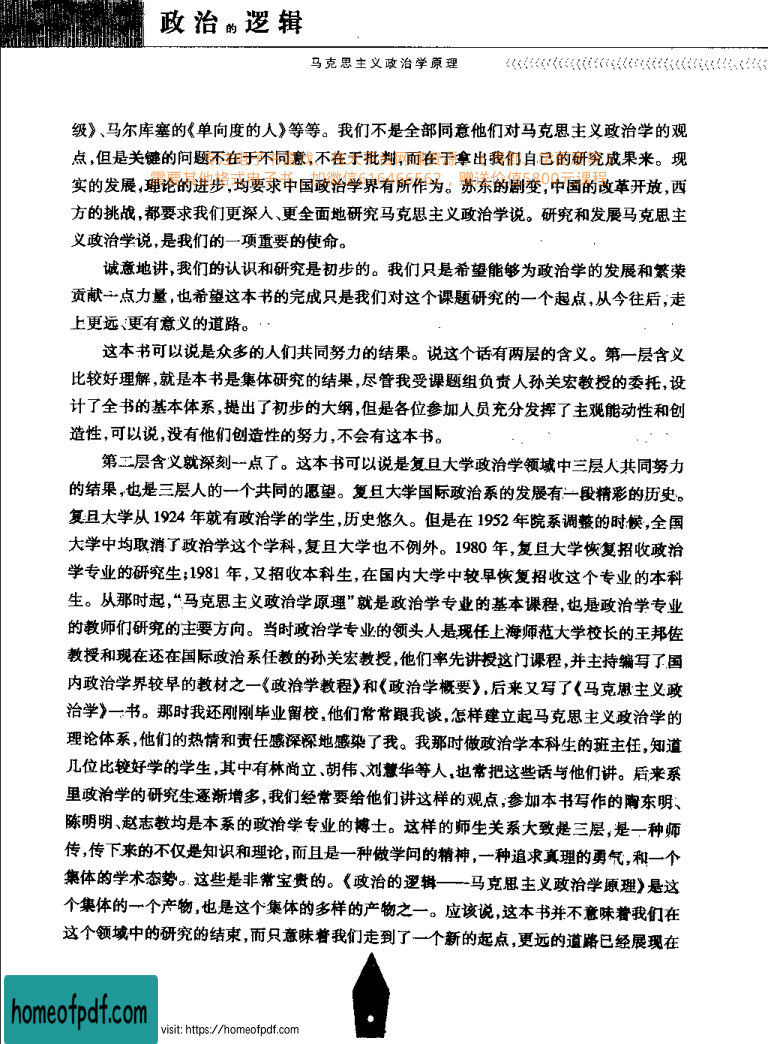 政治的逻辑
马克思主义政治学原理
级》、马尔库塞的《单向度的人》等等。我们不是全部同意他们对马克思主义政治学的观
点,但是关键的问题不在于不同意,不在于批判,而在于拿出我们自己的研究成果来。现
实的发展,理论的进步,均要求中国政治学界有所作为。苏东的剧变,中国的改革开放,西
需要其他格式电子书,加微信616466562,赠送价值5800元课程
方的挑战,都要求我们更深入、更全面地研究马克思主义政治学说。研究和发展马克思主
义政治学说,是我们的一项重要的使命。
诚意地讲,我们的认识和研究是初步的。我们只是希望能够为政治学的发展和繁荣
贡献一点力量,也希望这本书的完成只是我们对这个课题研究的一个起点,从今往后,走
上更远、更有意义的道路。
这本书可以说是众多的人们共同努力的结果。说这个话有两层的含义。第一层含义
比较好理解,就是本书是集体研究的结果,尽管我受课题组负责人孙关宏教授的委托,设
计了全书的基本体系,提出了初步的大纲,但是各位参加人员充分发挥了主观能动性和创
造性,可以说,没有他们创造性的努力,不会有这本书。
第二层含义就深刻一点了。这本书可以说是复旦大学政治学领域中三层人共同努力
的结果,也是三层人的一个共同的愿望。复旦大学国际政治系的发展有一段精彩的历史。
复旦大学从1924年就有政治学的学生,历史悠久。但是在1952年院系调整的时候,全国
大学中均取消了政治学这个学科,复旦大学也不例外。1980年,复旦大学恢复招收政治
学专业的研究生;1981年,又招收本科生,在国内大学中较早恢复招收这个专业的本科
生。从那时起,“马克思主义政治学原理”就是政治学专业的基本课程,也是政治学专业
的教师们研究的主要方向。当时政治学专业的领头人是现任上海师范大学校长的王邦佐
教授和现在还在国际政治系任教的孙关宏教授,他们率先讲授这门课程,并主持编写了国
内政治学界较早的教材之一《政治学教程》和《政治学概要》,后来又写了《马克思主义政
治学》一书。那时我还刚刚毕业留校,他们常常跟我谈,怎样建立起马克思主义政治学的
理论体系,他们的热情和责任感深深地感染了我。我那时做政治学本科生的班主任,知道
几位比较好学的学生,其中有林尚立、胡伟、刘慧华等人,也常把这些话与他们讲。后来系
里政治学的研究生逐渐增多,我们经常要给他们讲这样的观点,参加本书写作的陶东明、
陈明明、赵志教均是本系的政治学专业的博士。这样的师生关系大致是三层,是一种师
传,传下来的不仅是知识和理论,而且是一种做学问的精神,一种追求真理的勇气,和一个
集体的学术态势。这些是非常宝贵的。《政治的逻辑——马克思主义政治学原理》是这
个集体的一个产物,也是这个集体的多样的产物之一。应该说,这本书并不意味着我们在
这个领域中的研究的结束,而只意味着我们走到了一个新的起点,更远的道路已经展现在
homeofpdf.com
visit: https://homeofpdf.com